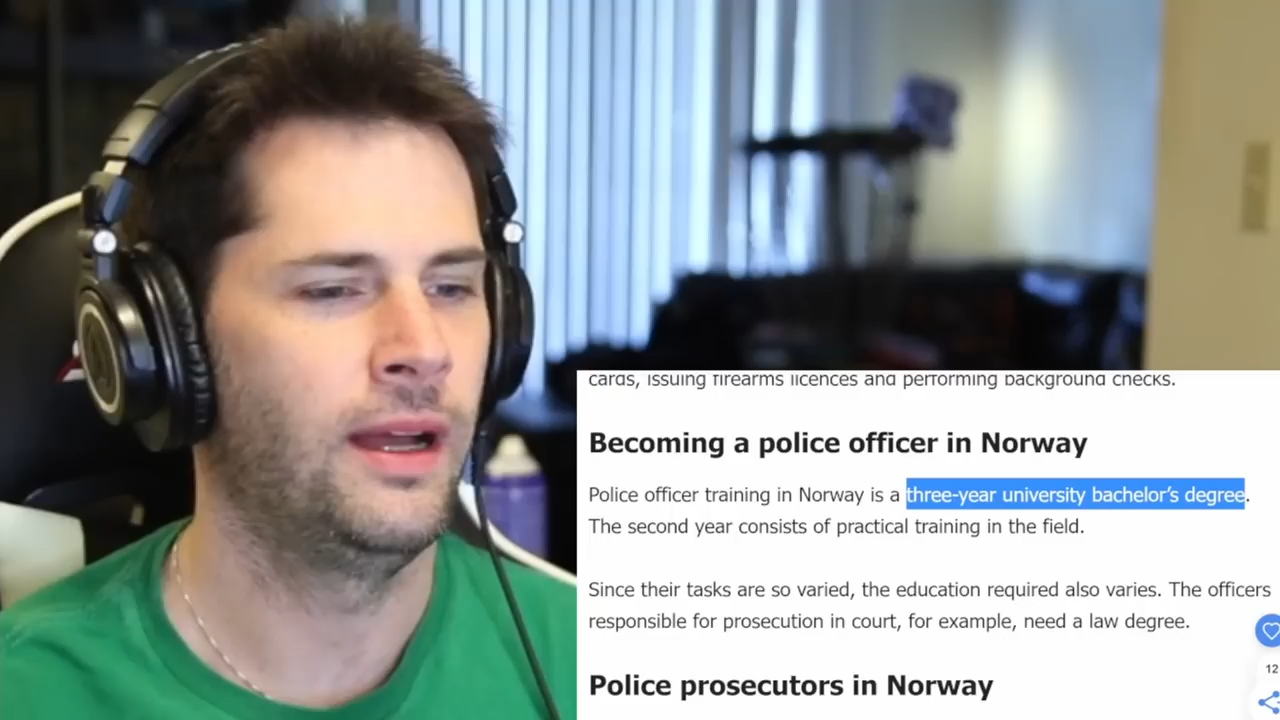 cards, issuing firearms licences and performing background checks.
Becoming a police officer in Norway
Police officer training in Norway is a three-year university bachelor’s degree.
The second year consists of practical training in the field.
Since their tasks are so varied, the education required also varies. The officers
responsible for prosecution in court, for example, need a law degree.
12
Police prosecutors in Norway